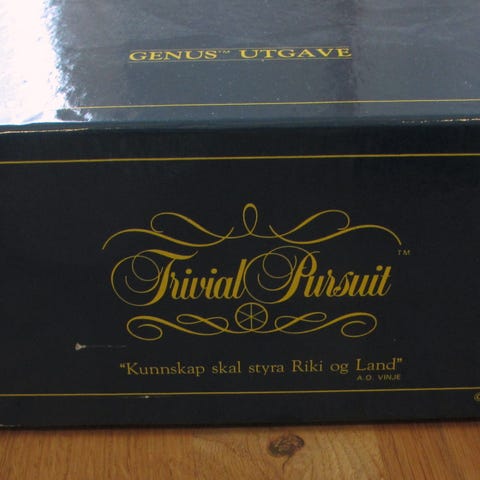 GENUS™ UTGAVE
Trivial Pursuit™
"Kunnskap skal styra Riki og Land"
A.O. VINJE
©